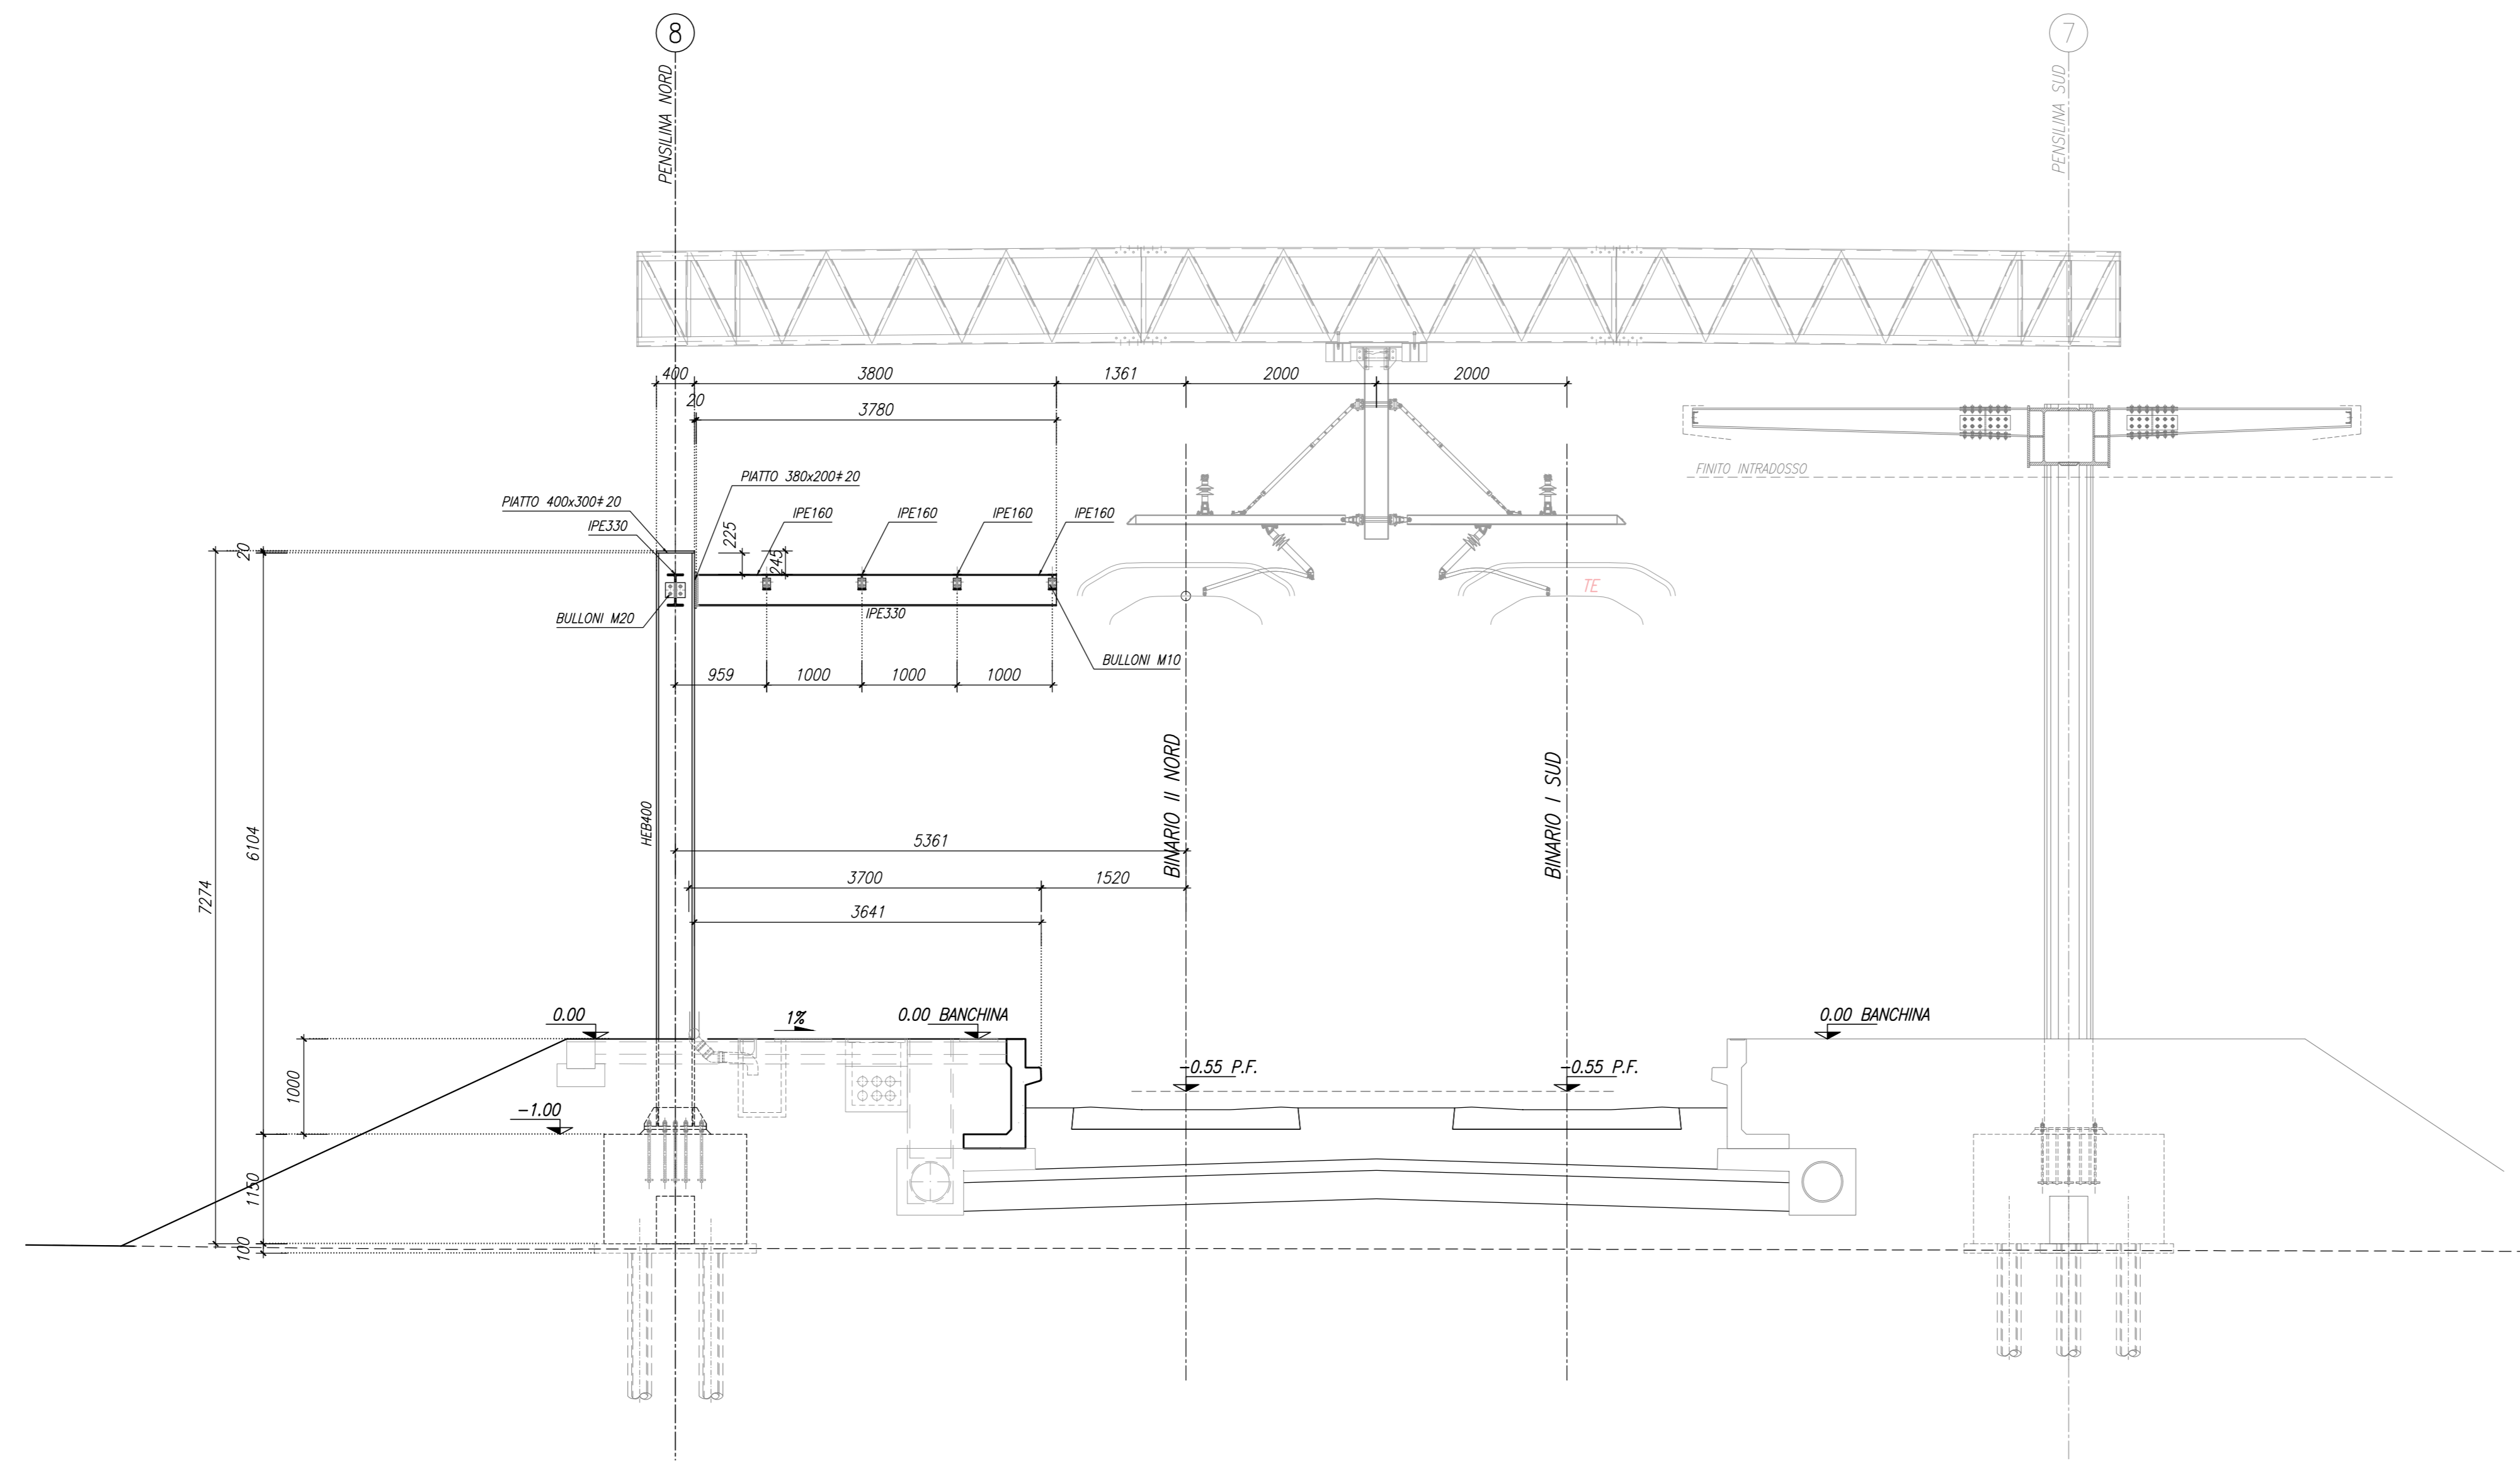 8
7
PENSILINA NORD
PENSILINA SUD
400
3800
1361
2000
2000
20
3780
FINITO INTRADOSSO
PIATTO 380x200≠20
PIATTO 400x300≠20
IPE160
IPE160
IPE160
IPE160
IPE330
225
245
20
TE
BULLONI M20
IPE330
BULLONI M10
959
1000
1000
1000
BINARIO II NORD
BINARIO I SUD
HEB400
6104
7274
5361
3700
1520
3641
0.00
1%
0.00 BANCHINA
0.00 BANCHINA
-0.55 P.F.
-0.55 P.F.
1000
-1.00
1150
100